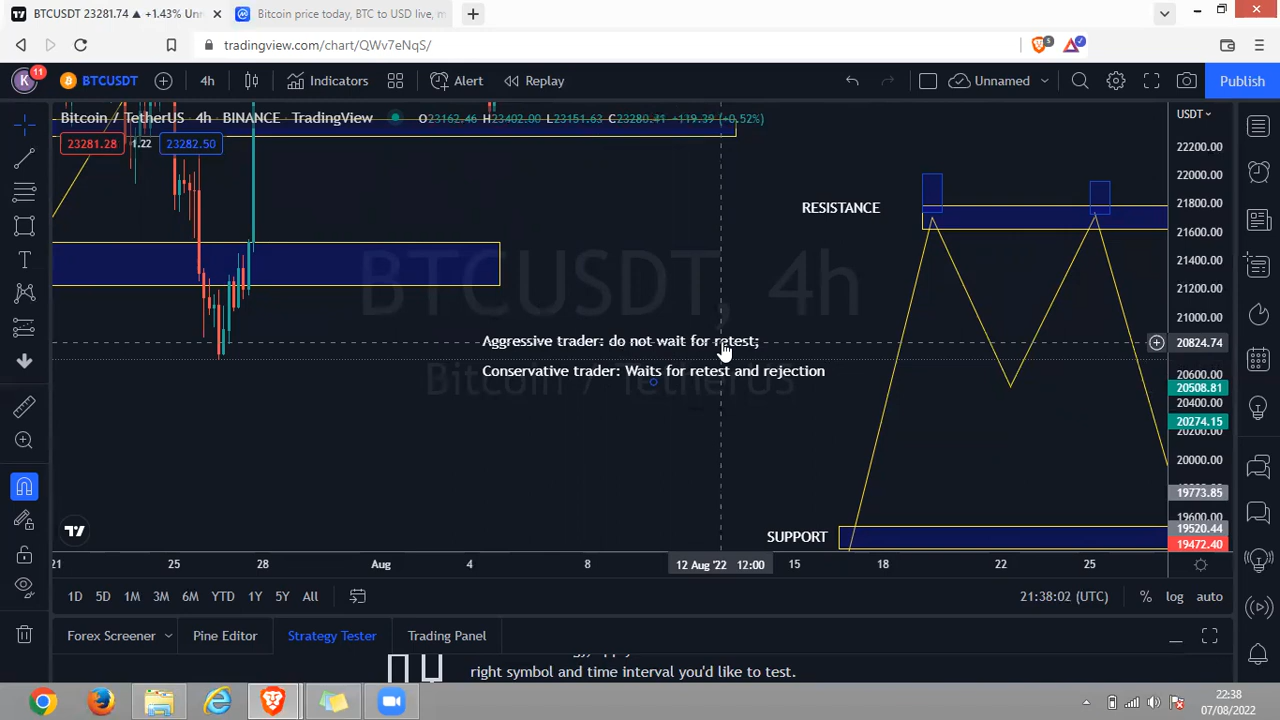 BTCUSDT 23281.74 ▲ +1.43% Un
Bitcoin price today, BTC to USD live, m
tradingview.com/chart/QWv7eNqS/
5
K
11
BTCUSDT
4h
Indicators
Alert
Replay
Unnamed
Publish
Bitcoin / TetherUS 4h BINANCE TradingView
O23162.46 H23402.00 L23151.63 C23280.41 +119.39 (+0.52%)
USDT
23281.28
1.22
23282.50
22200.00
22000.00
21800.00
21600.00
21400.00
21200.00
21000.00
20824.74
20600.00
20508.81
20400.00
20274.15
20200.00
20000.00
19773.85
19600.00
19520.44
19472.40
RESISTANCE
BTCUSDT, 4h
Bitcoin / TetherUS
Aggressive trader: do not wait for retest;
Conservative trader: Waits for retest and rejection
SUPPORT
21
25
28
Aug
4
8
12 Aug '22 12:00
15
18
22
25
1D 5D 1M 3M 6M YTD 1Y 5Y All
21:38:02 (UTC)
% log auto
Forex Screener
Pine Editor
Strategy Tester
Trading Panel
right symbol and time interval you'd like to test.
22:38
07/08/2022